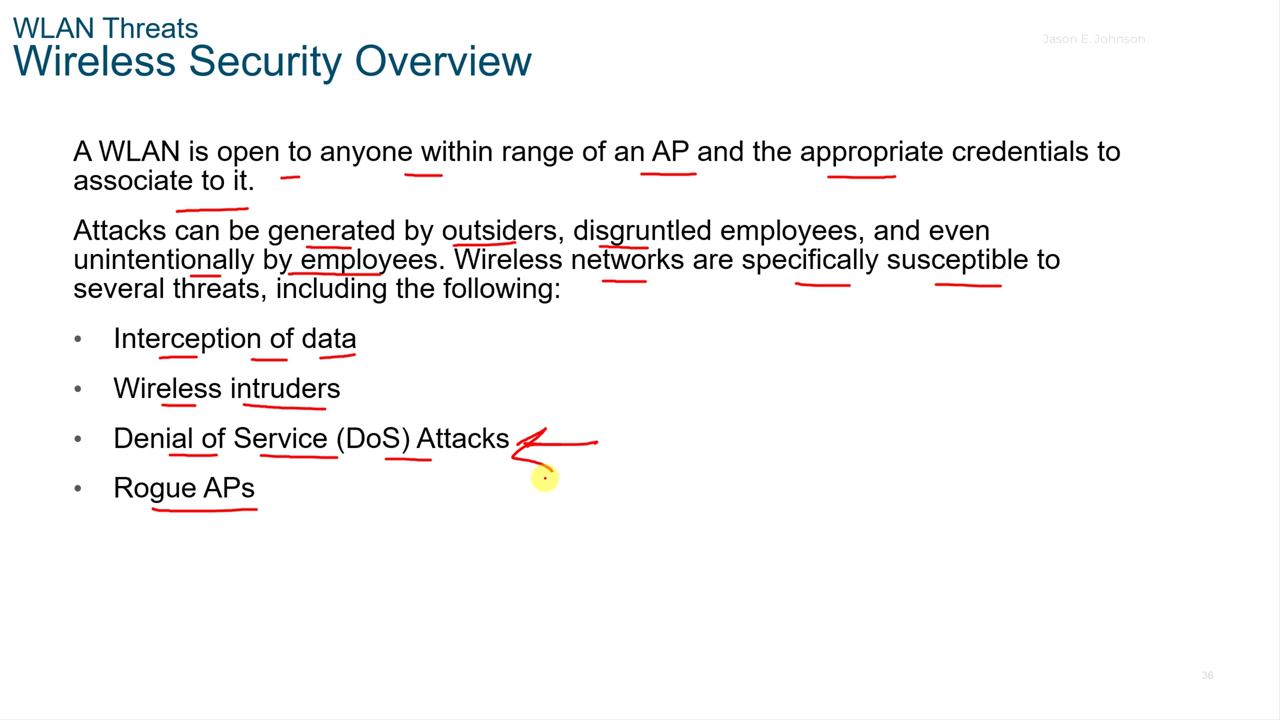 WLAN Threats
Jason E. Johnson
Wireless Security Overview
A WLAN is open to anyone within range of an AP and the appropriate credentials to
associate to it.
Attacks can be generated by outsiders, disgruntled employees, and even
unintentionally by employees. Wireless networks are specifically susceptible to
several threats, including the following:
• Interception of data
• Wireless intruders
• Denial of Service (DoS) Attacks
• Rogue APs
36